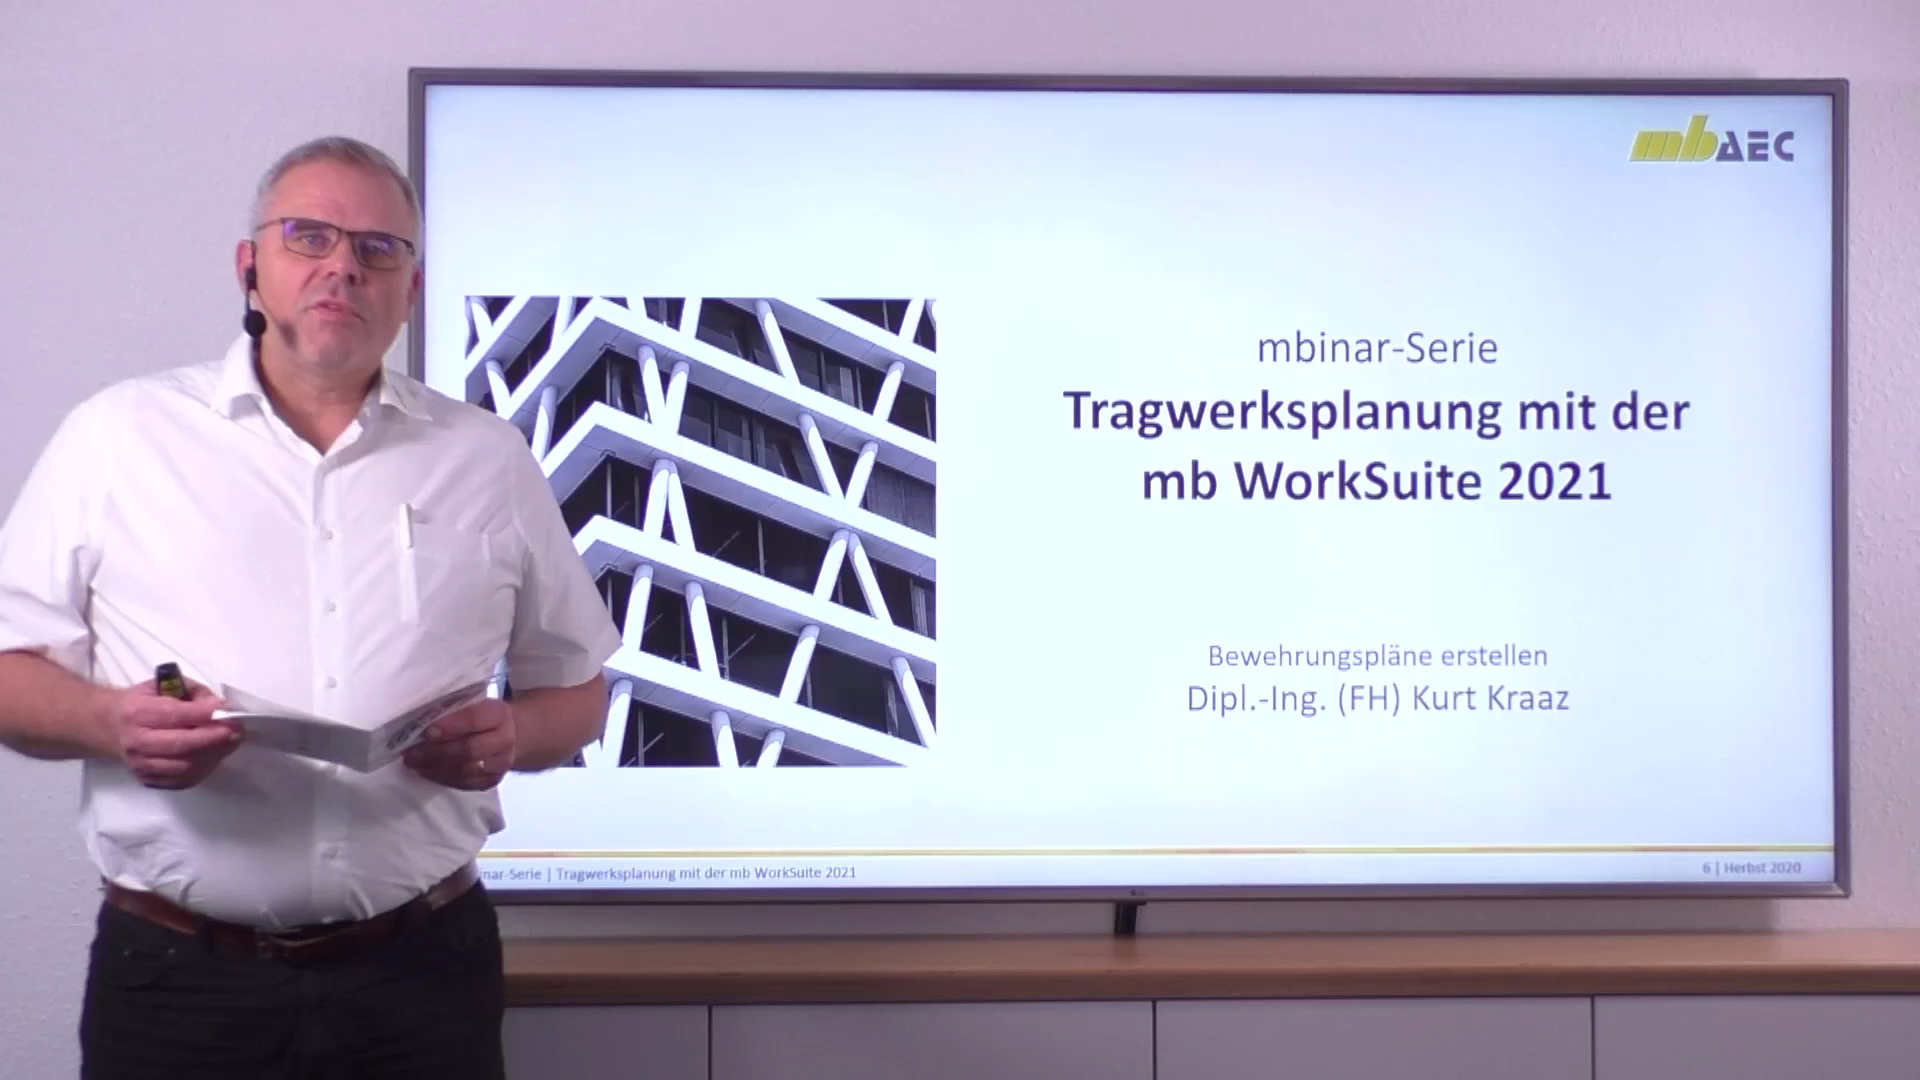 mbAEC
mbinar-Serie
Tragwerksplanung mit der
mb WorkSuite 2021
Bewehrungspläne erstellen
Dipl.-Ing. (FH) Kurt Kraaz
nar-Serie | Tragwerksplanung mit der mb WorkSuite 2021
6 | Herbst 2020